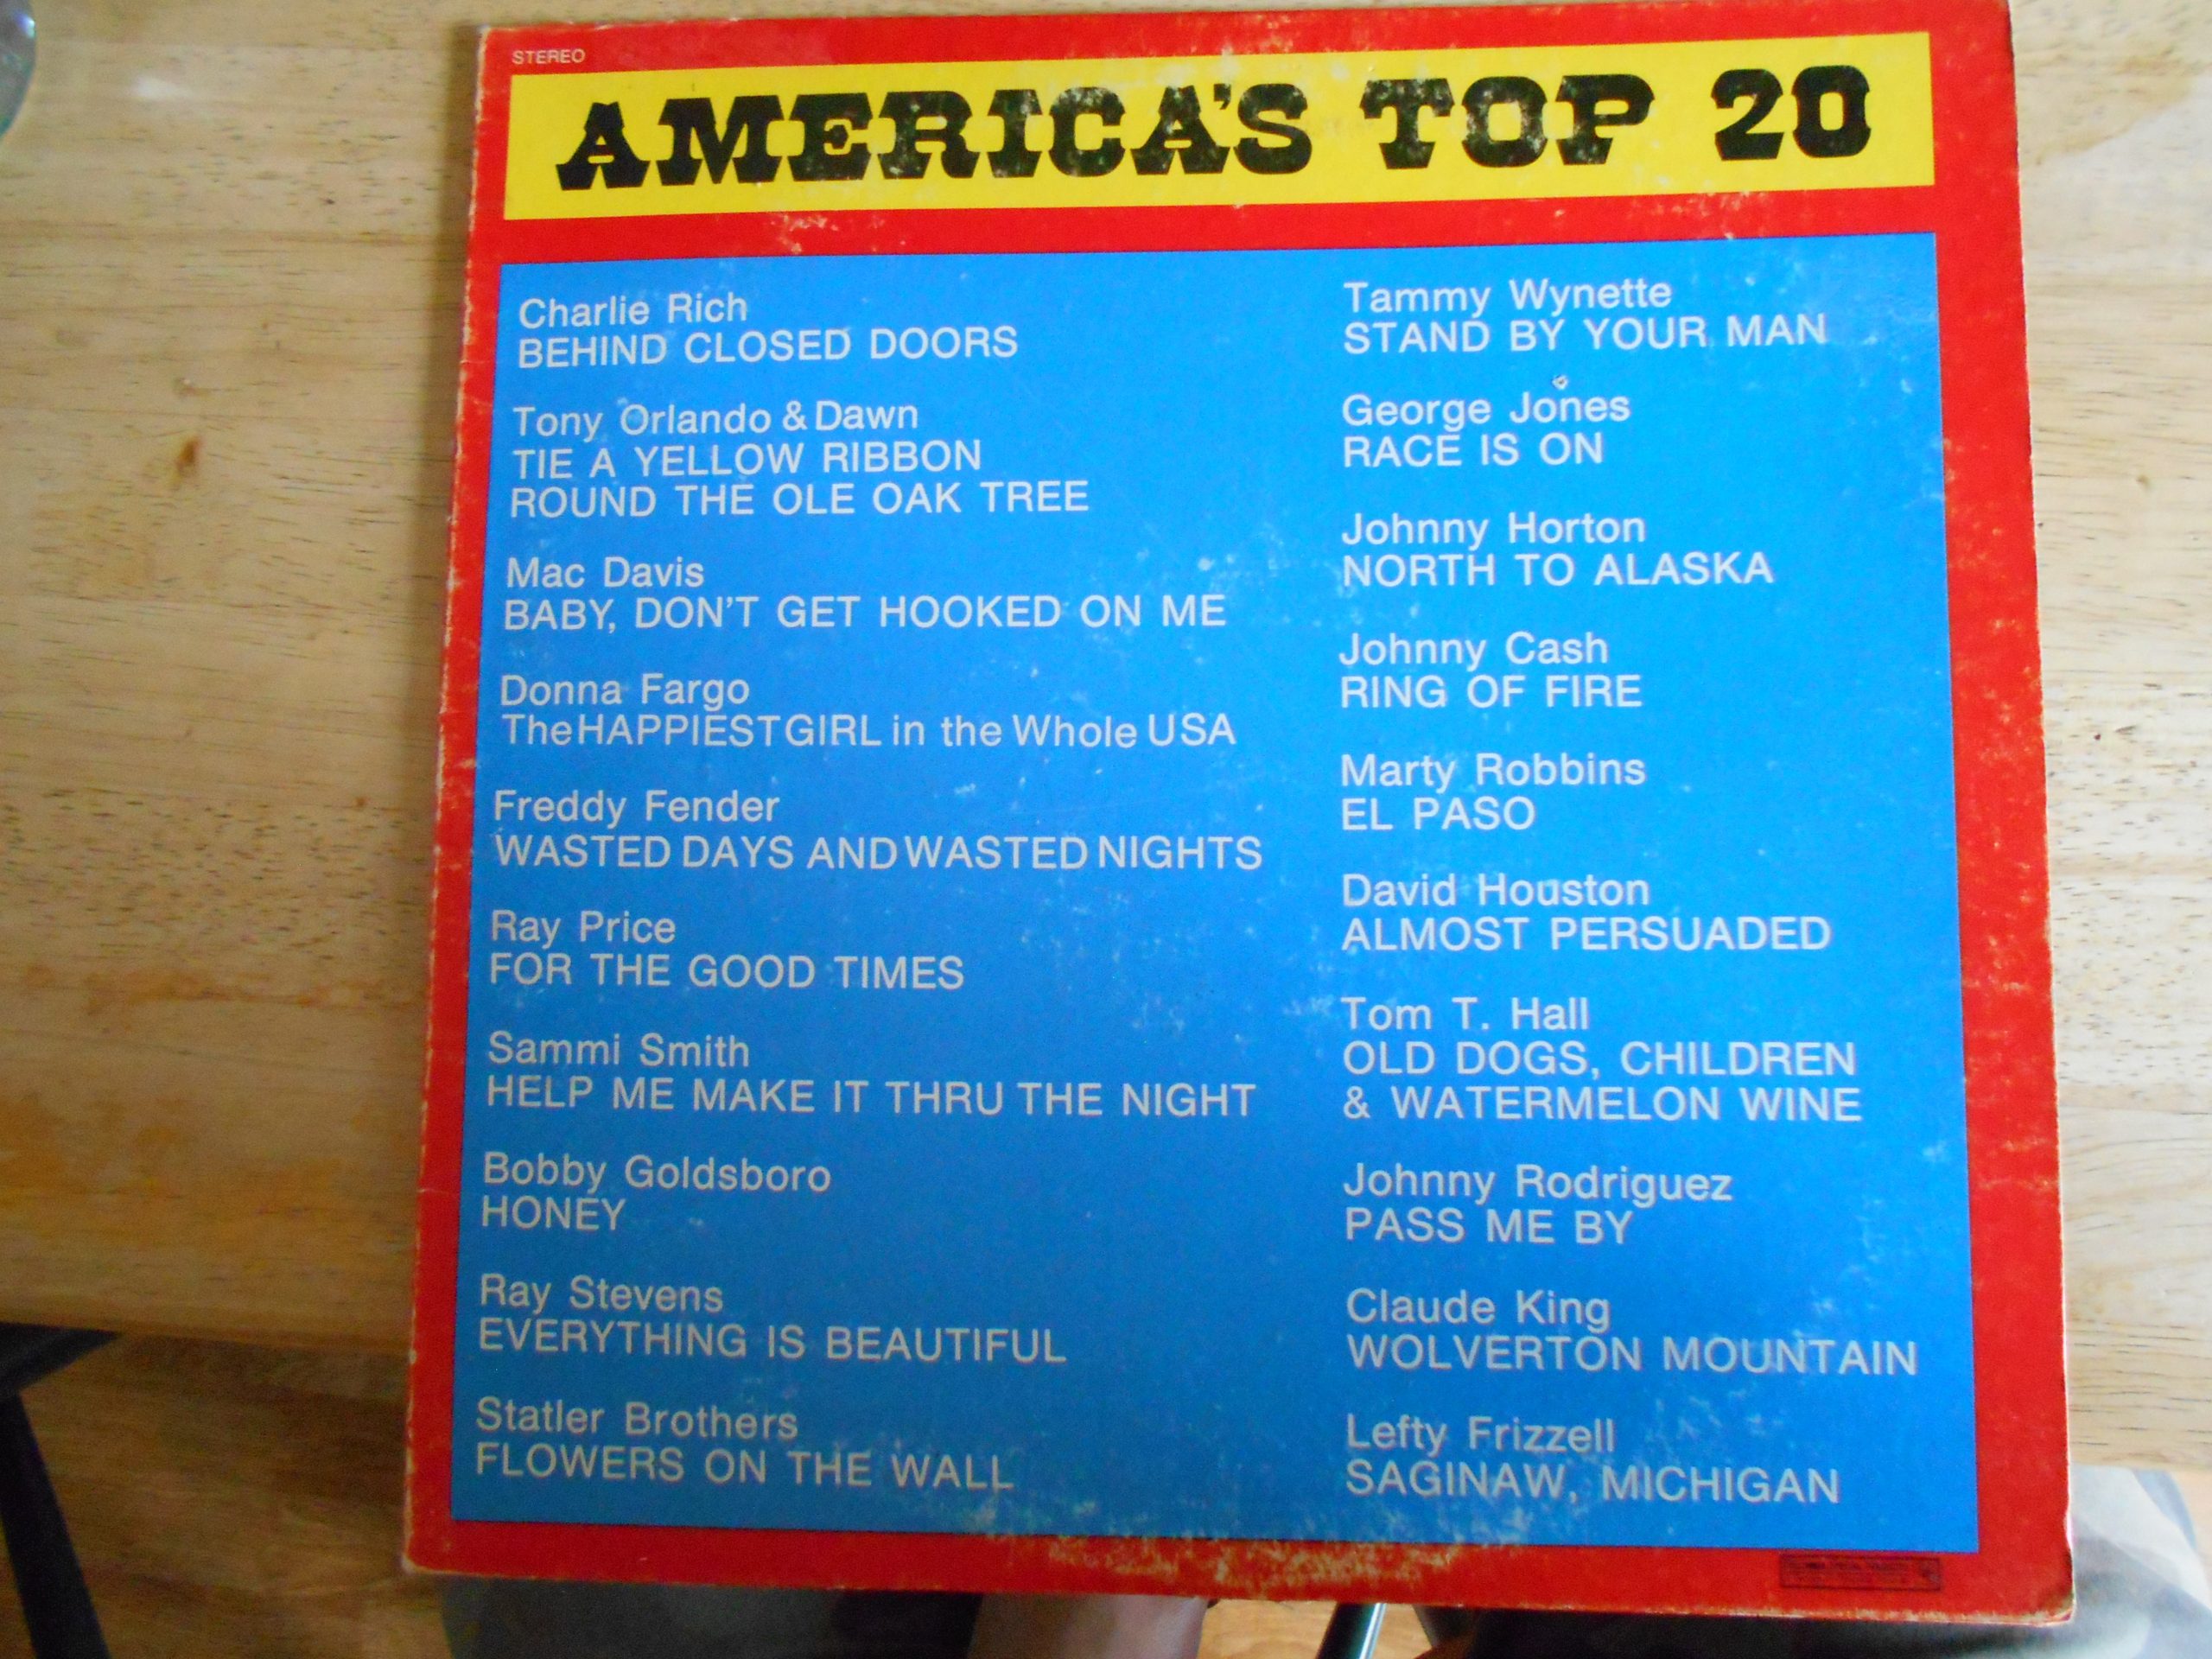 STEREO
AMERICA'S TOP 20
Charlie Rich
BEHIND CLOSED DOORS
Tony Orlando & Dawn
TIE A YELLOW RIBBON
ROUND THE OLE OAK TREE
Mac Davis
BABY, DON'T GET HOOKED ON ME
Donna Fargo
The HAPPIEST GIRL in the Whole USA
Freddy Fender
WASTED DAYS AND WASTED NIGHTS
Ray Price
FOR THE GOOD TIMES
Sammi Smith
HELP ME MAKE IT THRU THE NIGHT
Bobby Goldsboro
HONEY
Ray Stevens
EVERYTHING IS BEAUTIFUL
Statler Brothers
FLOWERS ON THE WALL
Tammy Wynette
STAND BY YOUR MAN
George Jones
RACE IS ON
Johnny Horton
NORTH TO ALASKA
Johnny Cash
RING OF FIRE
Marty Robbins
EL PASO
David Houston
ALMOST PERSUADED
Tom T. Hall
OLD DOGS, CHILDREN
& WATERMELON WINE
Johnny Rodriguez
PASS ME BY
Claude King
WOLVERTON MOUNTAIN
Lefty Frizzell
SAGINAW, MICHIGAN